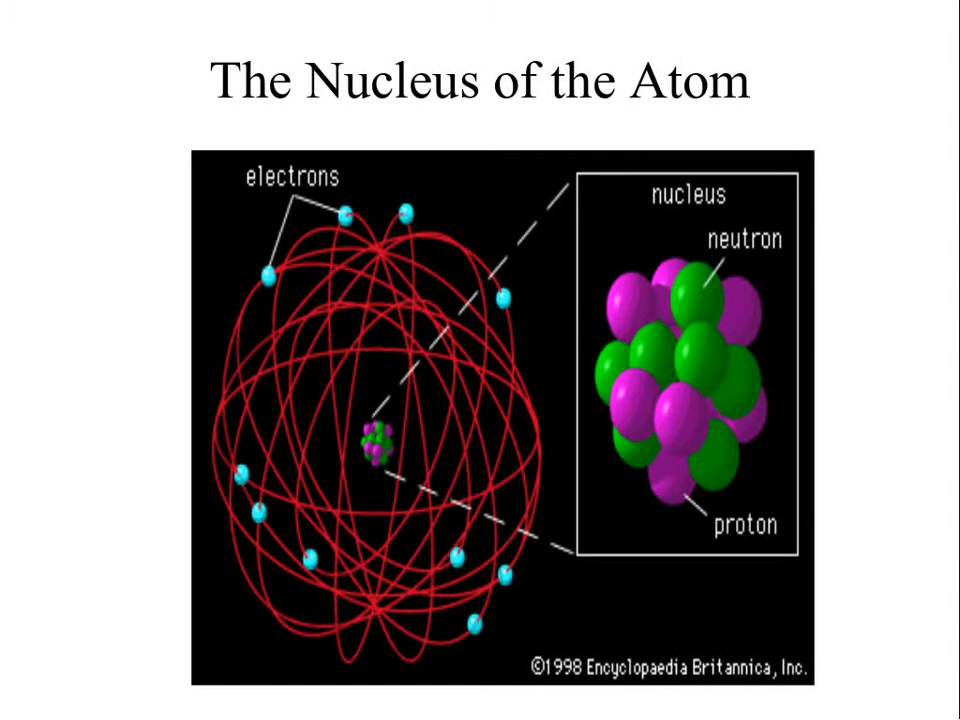 The Nucleus of the Atom
electrons
nucleus
neutron
proton
©1998 Encyclopaedia Britannica, Inc.